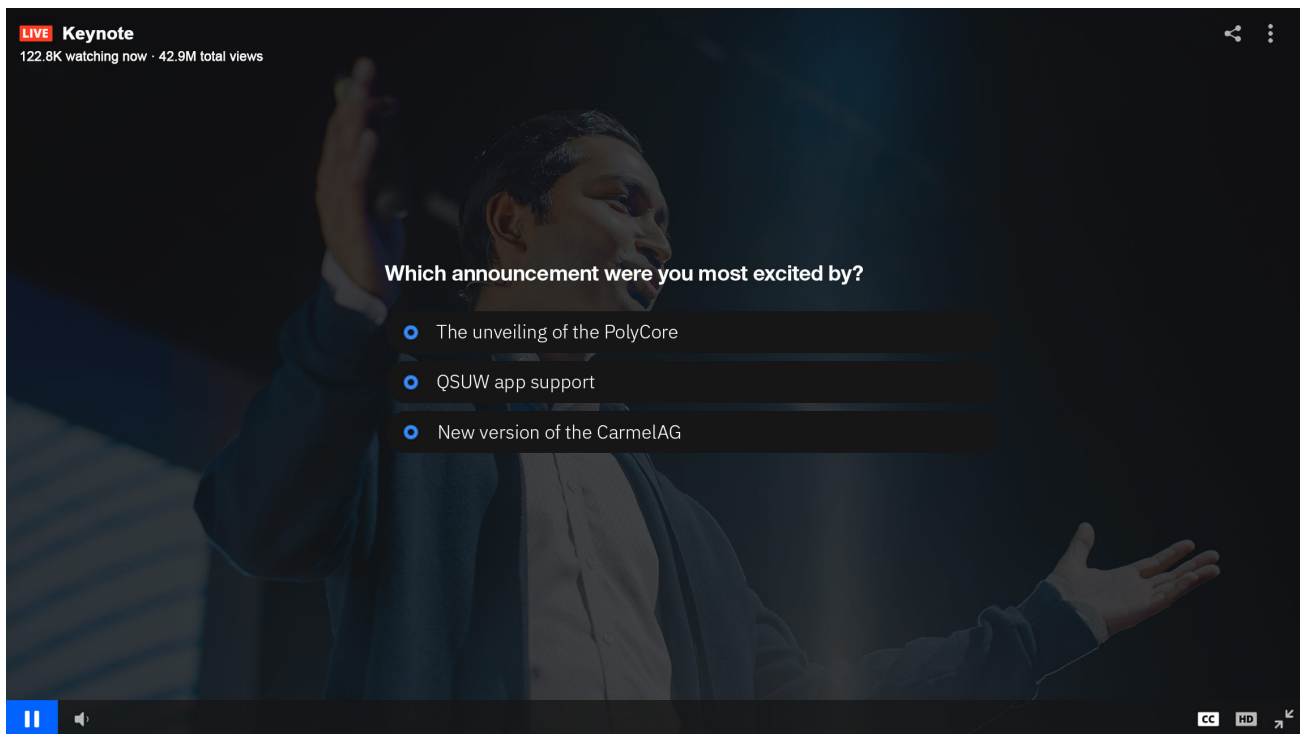 LIVE Keynote
122.8K watching now · 42.9M total views
Which announcement were you most excited by?
The unveiling of the PolyCore
QSUW app support
New version of the CarmelAG
CC HD